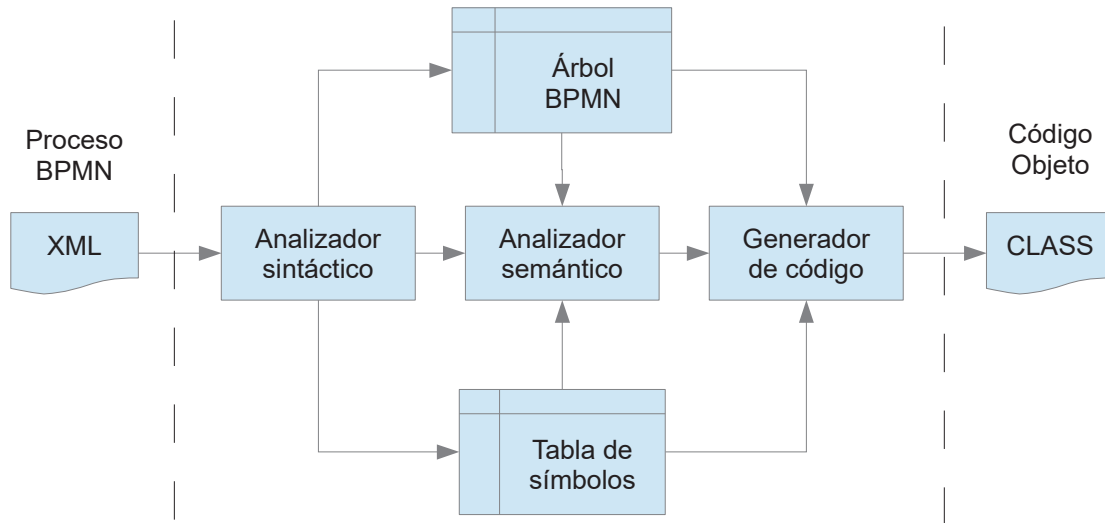 Árbol
BPMN
Proceso
BPMN
Código
Objeto
XML
Analizador
sintáctico
Analizador
semántico
Generador
de código
CLASS
Tabla de
símbolos